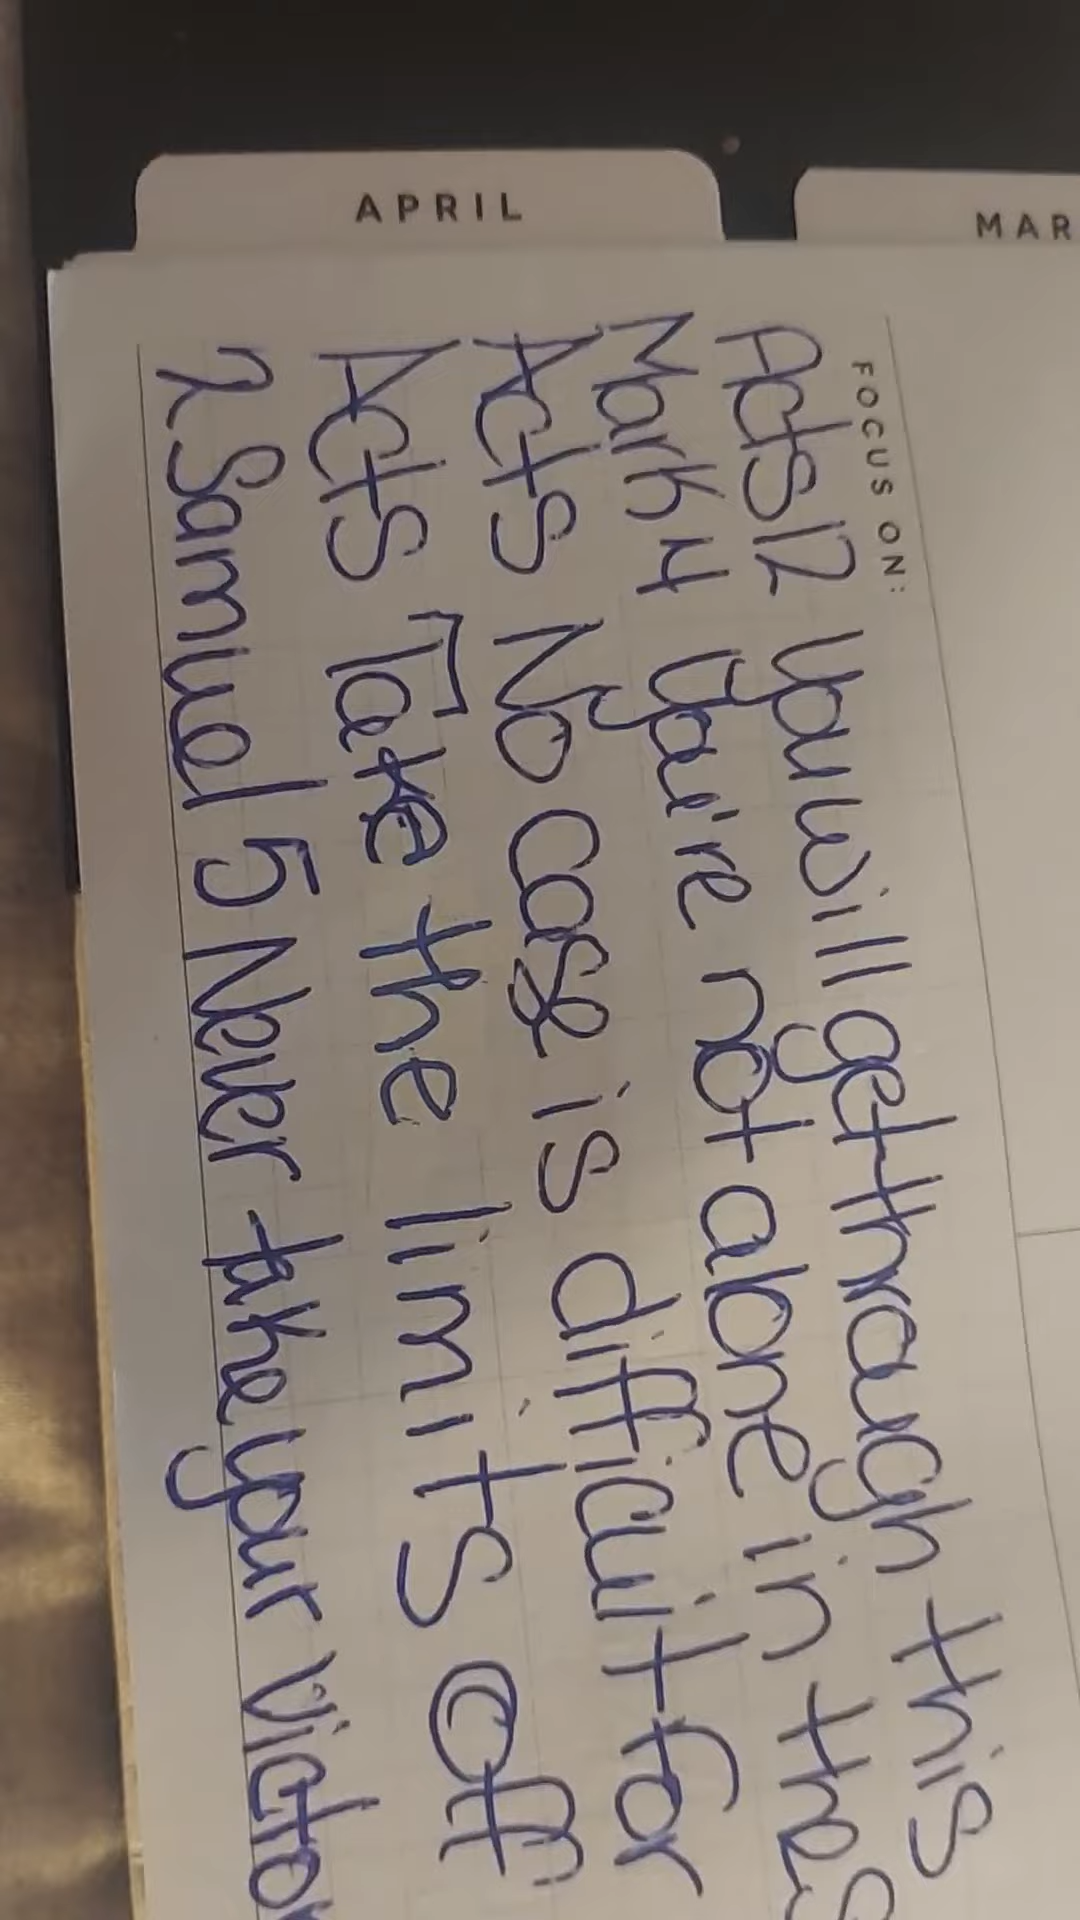 APRIL
MAR
FOCUS ON:
Acts 12 You will get through this
Mark 4 You're not alone in the
Acts No case is difficult for
Acts Take the limits off
2 Samuel 5 Never take your